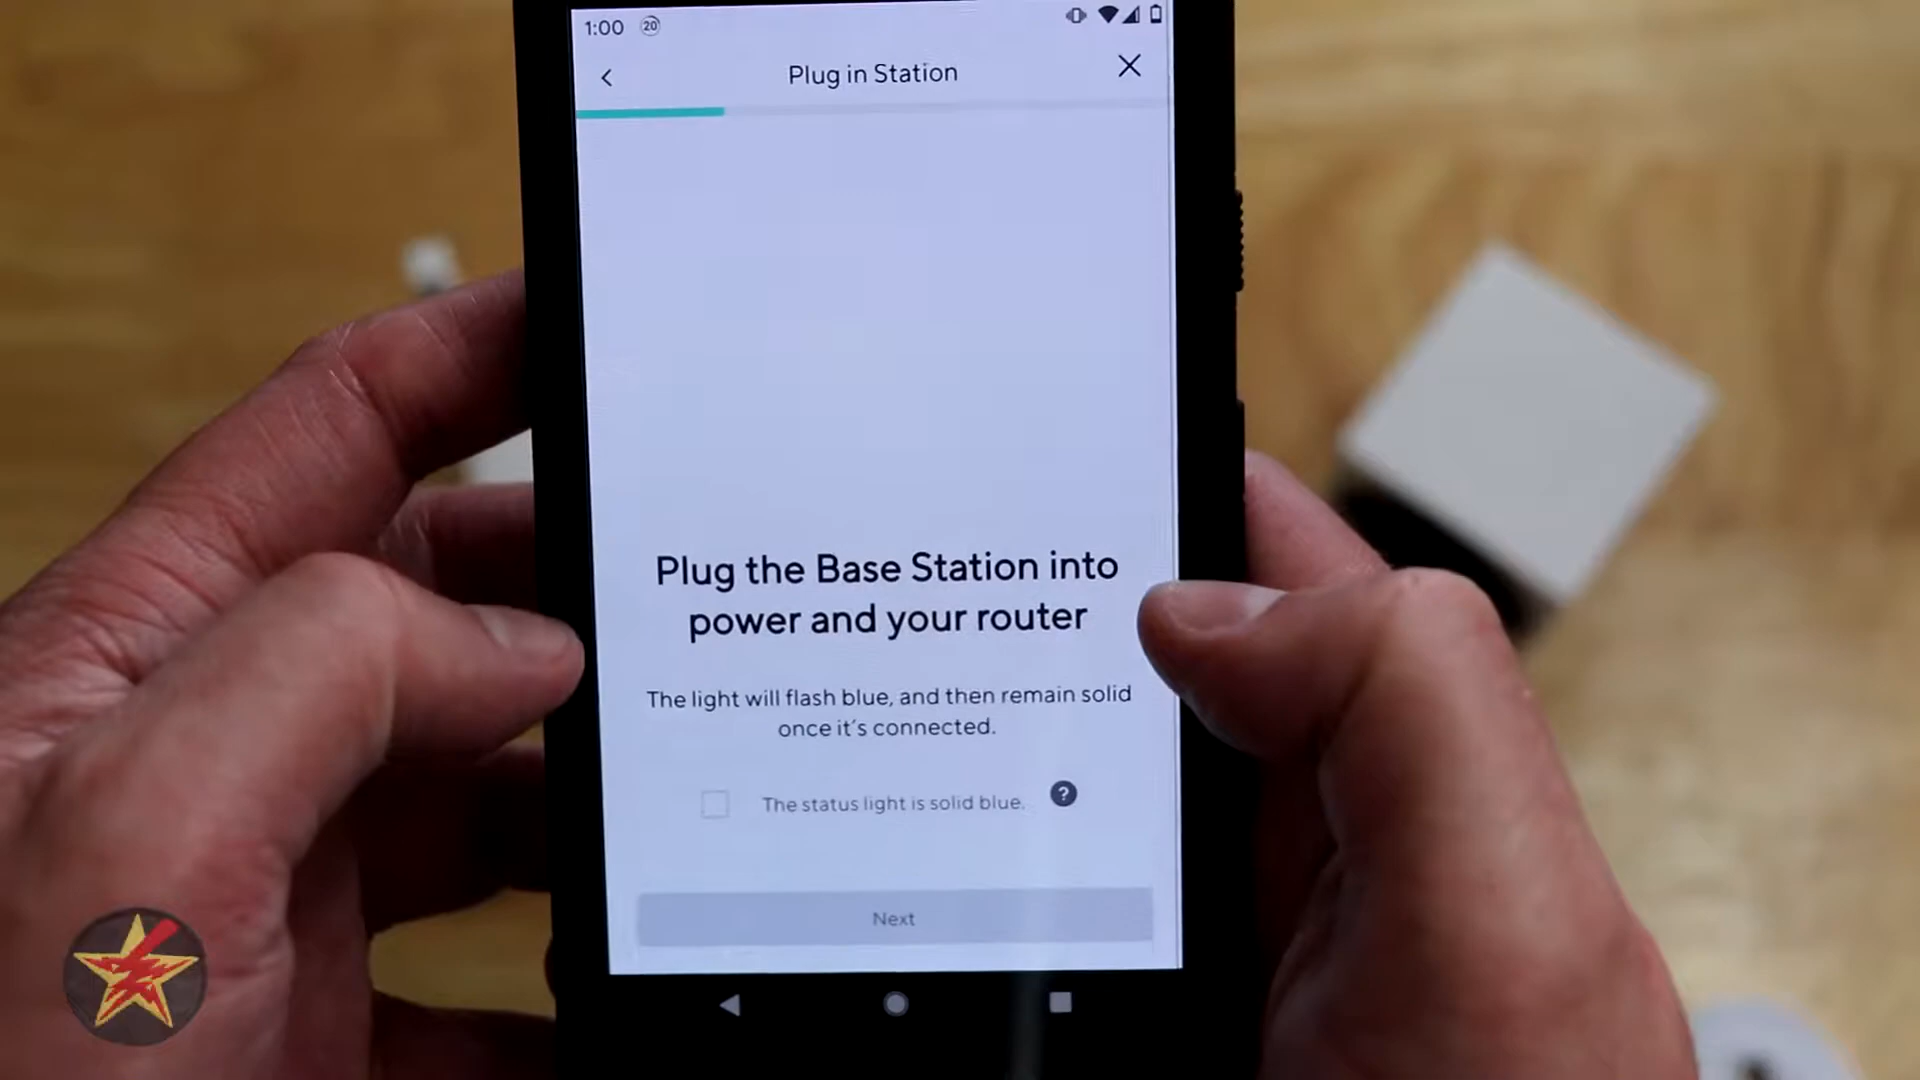 1:00 20
Plug in Station
Plug the Base Station into
power and your router
The light will flash blue, and then remain solid
once it's connected.
The status light is solid blue. ?
Next